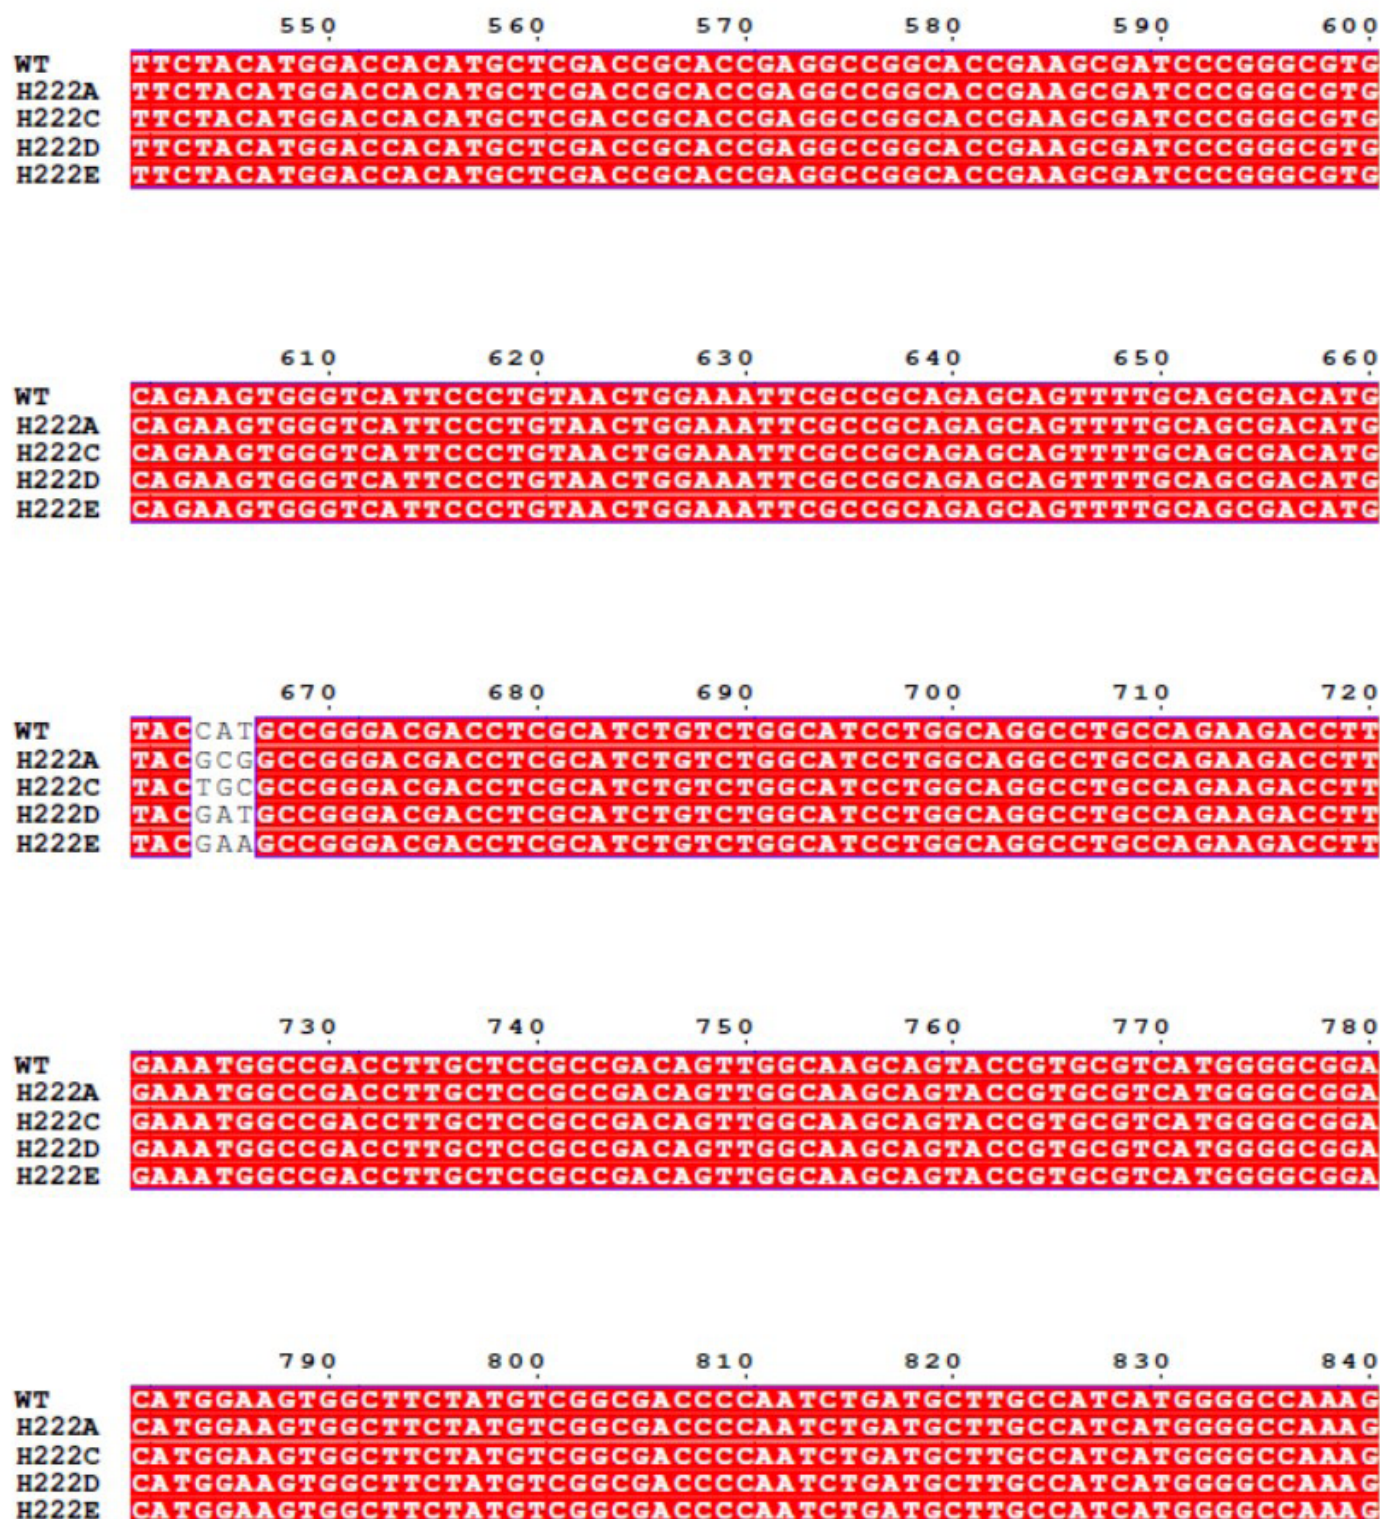 550 560 570 580 590 600
WT TTCTACATGGACCACATGCTCGACCGCACCGAGGCCGGCACCGAAGCGATCCCGGGCGTG
H222A TTCTACATGGACCACATGCTCGACCGCACCGAGGCCGGCACCGAAGCGATCCCGGGCGTG
H222C TTCTACATGGACCACATGCTCGACCGCACCGAGGCCGGCACCGAAGCGATCCCGGGCGTG
H222D TTCTACATGGACCACATGCTCGACCGCACCGAGGCCGGCACCGAAGCGATCCCGGGCGTG
H222E TTCTACATGGACCACATGCTCGACCGCACCGAGGCCGGCACCGAAGCGATCCCGGGCGTG
610 620 630 640 650 660
WT CAGAAGTGGGTCATTCCCTGTAACTGGAAATTCGCCGCAGAGCAGTTTTGCAGCGACATG
H222A CAGAAGTGGGTCATTCCCTGTAACTGGAAATTCGCCGCAGAGCAGTTTTGCAGCGACATG
H222C CAGAAGTGGGTCATTCCCTGTAACTGGAAATTCGCCGCAGAGCAGTTTTGCAGCGACATG
H222D CAGAAGTGGGTCATTCCCTGTAACTGGAAATTCGCCGCAGAGCAGTTTTGCAGCGACATG
H222E CAGAAGTGGGTCATTCCCTGTAACTGGAAATTCGCCGCAGAGCAGTTTTGCAGCGACATG
670 680 690 700 710 720
WT TACCATGCCGGGACGACCTCGCATCTGTCTGGCATCCTGGCAGGCCTGCCAGAAGACCTT
H222A TACGCGGCCGGGACGACCTCGCATCTGTCTGGCATCCTGGCAGGCCTGCCAGAAGACCTT
H222C TACTGCGCCGGGACGACCTCGCATCTGTCTGGCATCCTGGCAGGCCTGCCAGAAGACCTT
H222D TACGATGCCGGGACGACCTCGCATCTGTCTGGCATCCTGGCAGGCCTGCCAGAAGACCTT
H222E TACGAAGCCGGGACGACCTCGCATCTGTCTGGCATCCTGGCAGGCCTGCCAGAAGACCTT
730 740 750 760 770 780
WT GAAATGGCCGACCTTGCTCCGCCGACAGTTGGCAAGCAGTACCGTGCGTCATGGGGCGGA
H222A GAAATGGCCGACCTTGCTCCGCCGACAGTTGGCAAGCAGTACCGTGCGTCATGGGGCGGA
H222C GAAATGGCCGACCTTGCTCCGCCGACAGTTGGCAAGCAGTACCGTGCGTCATGGGGCGGA
H222D GAAATGGCCGACCTTGCTCCGCCGACAGTTGGCAAGCAGTACCGTGCGTCATGGGGCGGA
H222E GAAATGGCCGACCTTGCTCCGCCGACAGTTGGCAAGCAGTACCGTGCGTCATGGGGCGGA
790 800 810 820 830 840
WT CATGGAAGTGGCTTCTATGTCGGCGACCCCAATCTGATGCTTGCCATCATGGGGCCAAAG
H222A CATGGAAGTGGCTTCTATGTCGGCGACCCCAATCTGATGCTTGCCATCATGGGGCCAAAG
H222C CATGGAAGTGGCTTCTATGTCGGCGACCCCAATCTGATGCTTGCCATCATGGGGCCAAAG
H222D CATGGAAGTGGCTTCTATGTCGGCGACCCCAATCTGATGCTTGCCATCATGGGGCCAAAG
H222E CATGGAAGTGGCTTCTATGTCGGCGACCCCAATCTGATGCTTGCCATCATGGGGCCAAAG